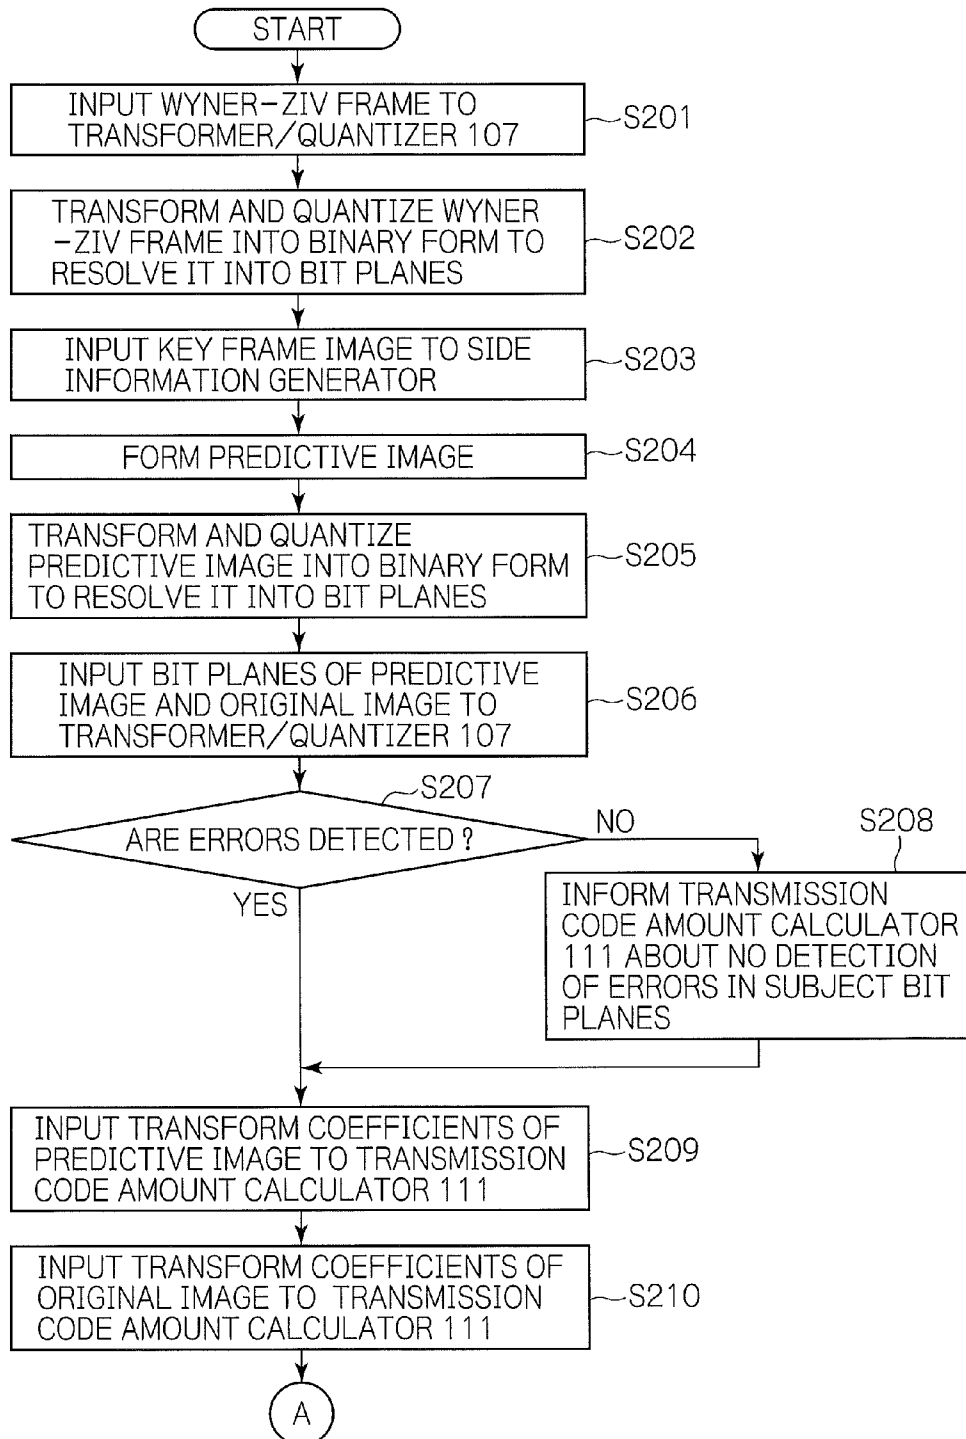 START
INPUT WYNER-ZIV FRAME TO
TRANSFORMER/QUANTIZER 107
S201
TRANSFORM AND QUANTIZE WYNER
-ZIV FRAME INTO BINARY FORM TO
RESOLVE IT INTO BIT PLANES
S202
INPUT KEY FRAME IMAGE TO SIDE
INFORMATION GENERATOR
S203
FORM PREDICTIVE IMAGE
S204
TRANSFORM AND QUANTIZE
PREDICTIVE IMAGE INTO BINARY FORM
TO RESOLVE IT INTO BIT PLANES
S205
INPUT BIT PLANES OF PREDICTIVE
IMAGE AND ORIGINAL IMAGE TO
TRANSFORMER/QUANTIZER 107
S206
S207
ARE ERRORS DETECTED ?
NO
YES
S208
INFORM TRANSMISSION
CODE AMOUNT CALCULATOR
111 ABOUT NO DETECTION
OF ERRORS IN SUBJECT BIT
PLANES
INPUT TRANSFORM COEFFICIENTS OF
PREDICTIVE IMAGE TO TRANSMISSION
CODE AMOUNT CALCULATOR 111
S209
INPUT TRANSFORM COEFFICIENTS OF
ORIGINAL IMAGE TO TRANSMISSION
CODE AMOUNT CALCULATOR 111
S210
A